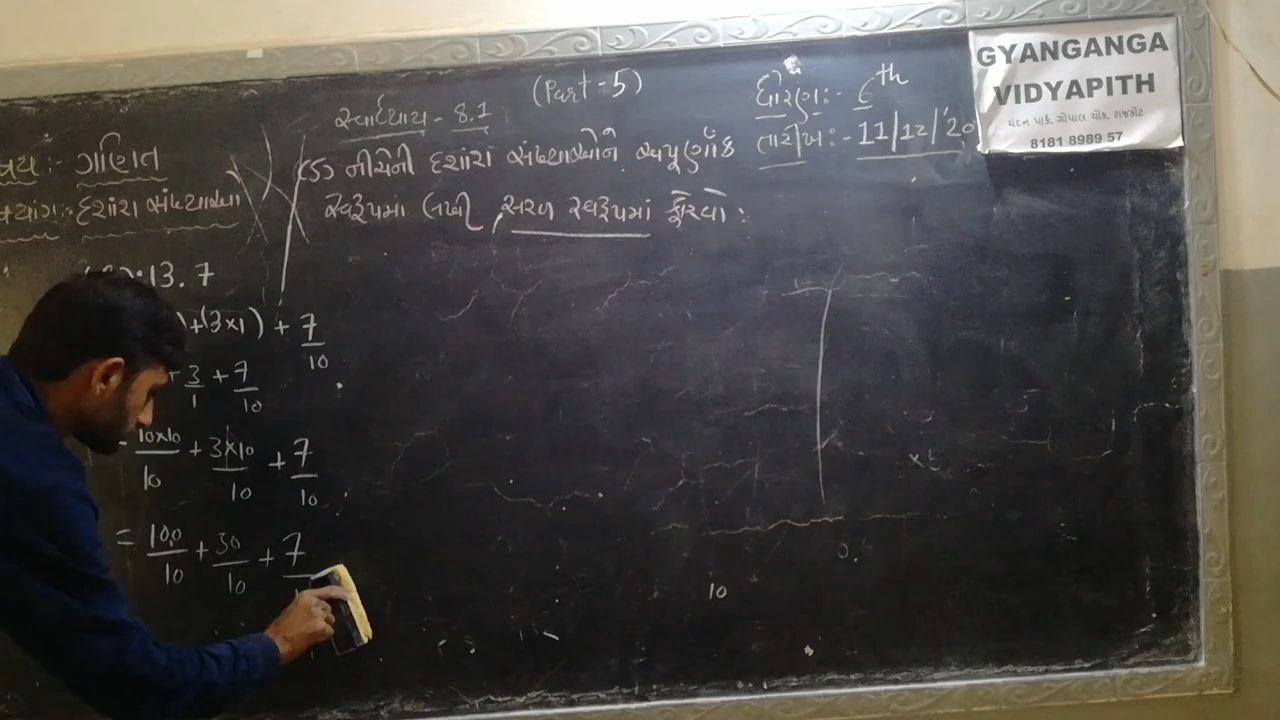 (Part - 5)
સ્વાધ્યાય - 8.1
ધોરણ:- 6th
તારીખ:- 11/12/'20
GYANGANGA
VIDYAPITH
ચંદન પાર્ક, ગોપાલ ચોક, રાજકોટ
8181 8989 57
ગણિત
દશાંશ સંખ્યાઓ
(5) નીચેની દશાંશ સંખ્યાઓને અપૂર્ણાંક
સ્વરૂપમાં લખી, સરળ સ્વરૂપમાં ફેરવો:
13.7
)+(3×1) + 7/10
+ 3/1 + 7/10
= 10×10/10 + 3×10/10 + 7/10
= 100/10 + 30/10 + 7
10